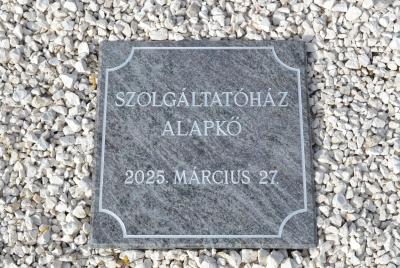 SZOLGÁLTATÓHÁZ
ALAPKŐ
2025. MÁRCIUS 27.